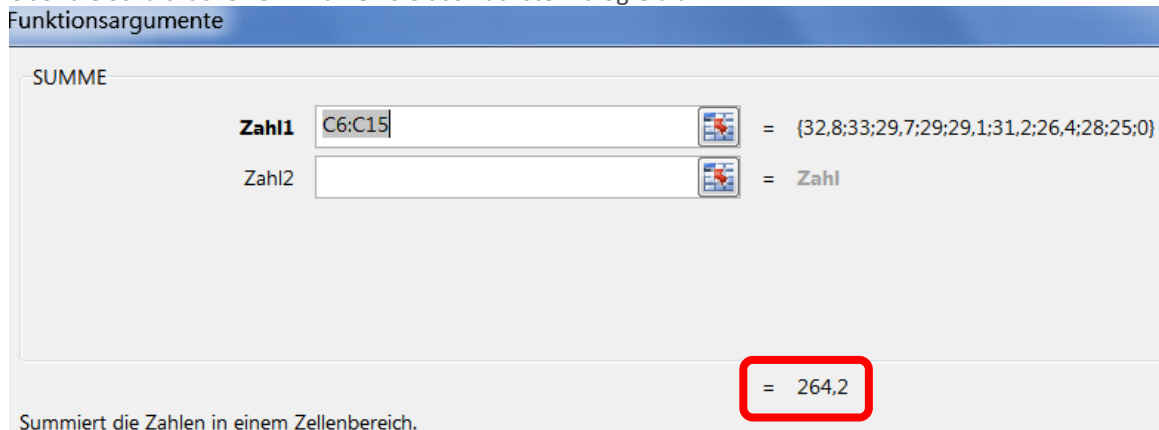 Funktionsargumente
SUMME
Zahl1 C6:C15 = {32,8;33;29,7;29;29,1;31,2;26,4;28;25;0}
Zahl2 = Zahl
= 264,2
Summiert die Zahlen in einem Zellenbereich.